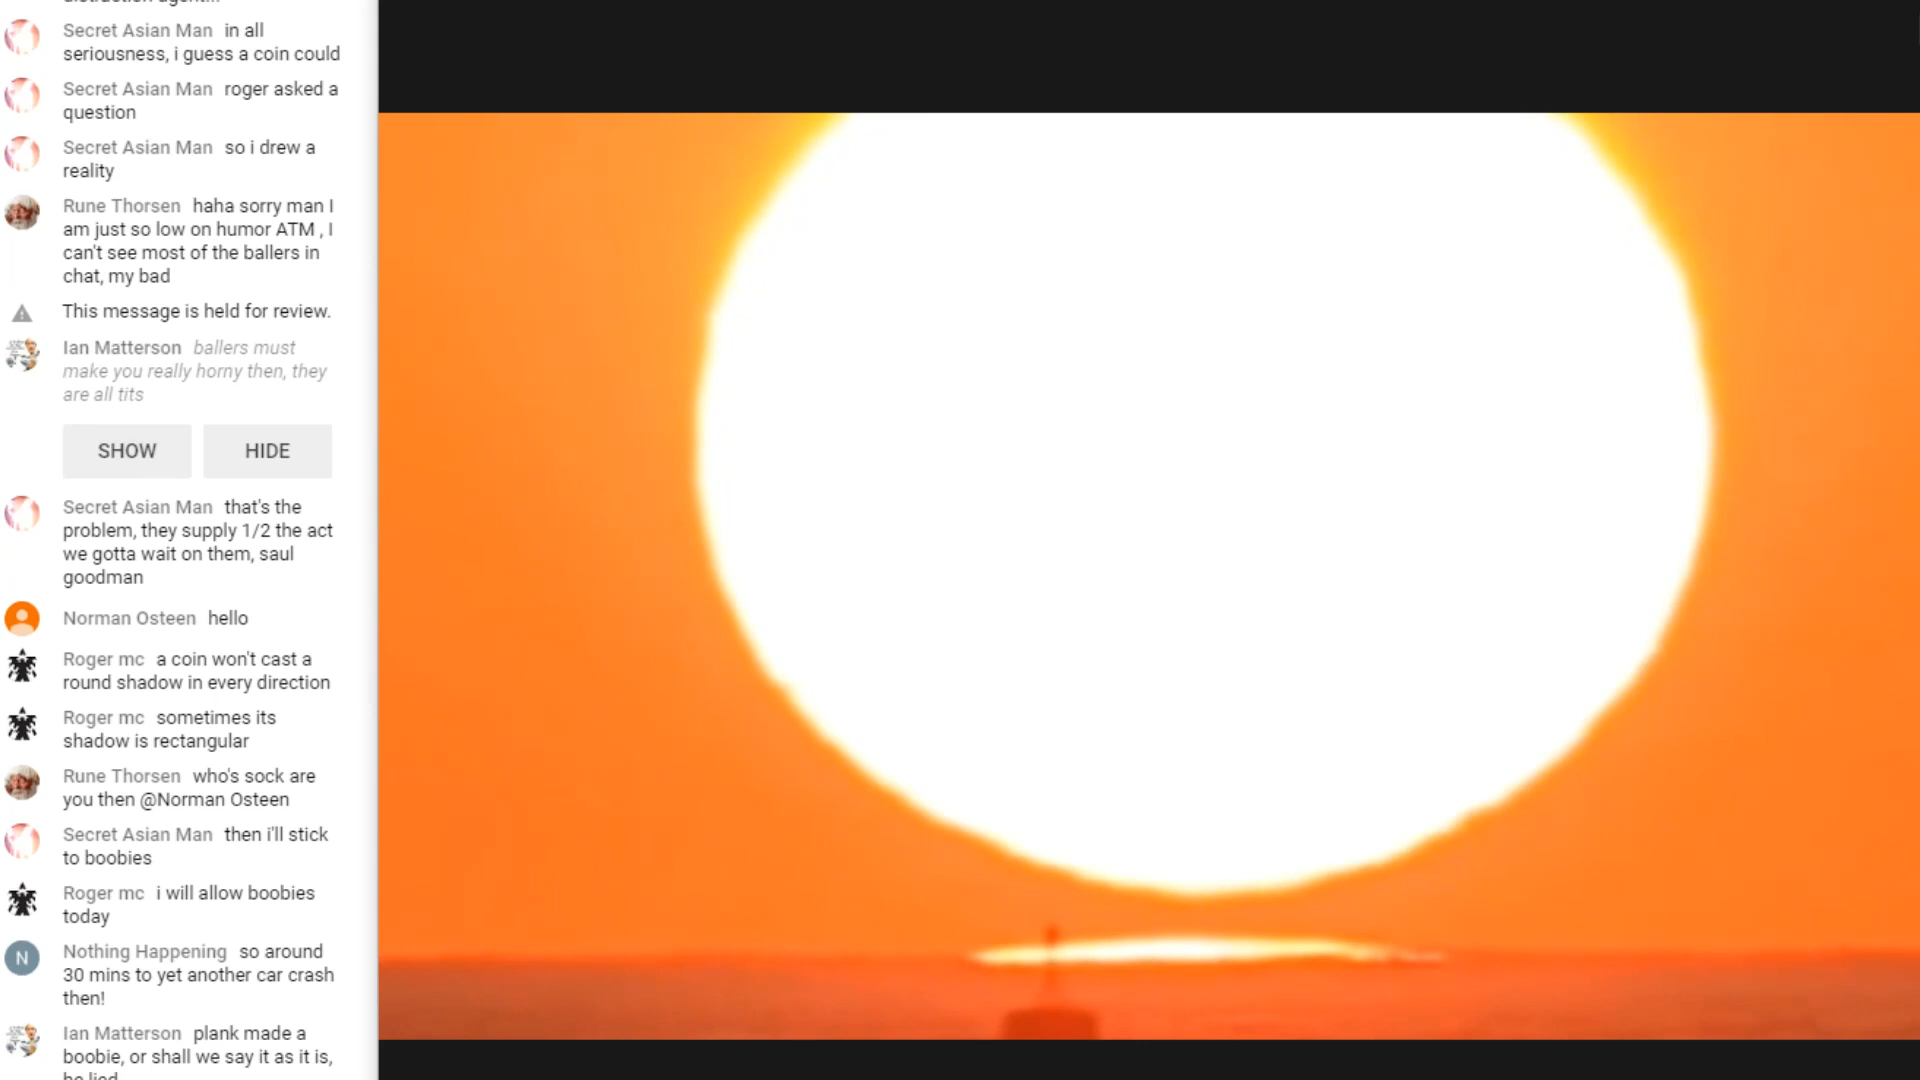 distraction agent...
Secret Asian Man in all
seriousness, i guess a coin could
Secret Asian Man roger asked a
question
Secret Asian Man so i drew a
reality
Rune Thorsen haha sorry man I
am just so low on humor ATM , I
can't see most of the ballers in
chat, my bad
This message is held for review.
Ian Matterson ballers must
make you really horny then, they
are all tits
SHOW HIDE
Secret Asian Man that's the
problem, they supply 1/2 the act
we gotta wait on them, saul
goodman
Norman Osteen hello
Roger mc a coin won't cast a
round shadow in every direction
Roger mc sometimes its
shadow is rectangular
Rune Thorsen who's sock are
you then @Norman Osteen
Secret Asian Man then i'll stick
to boobies
Roger mc i will allow boobies
today
N
Nothing Happening so around
30 mins to yet another car crash
then!
Ian Matterson plank made a
boobie, or shall we say it as it is,
he lied